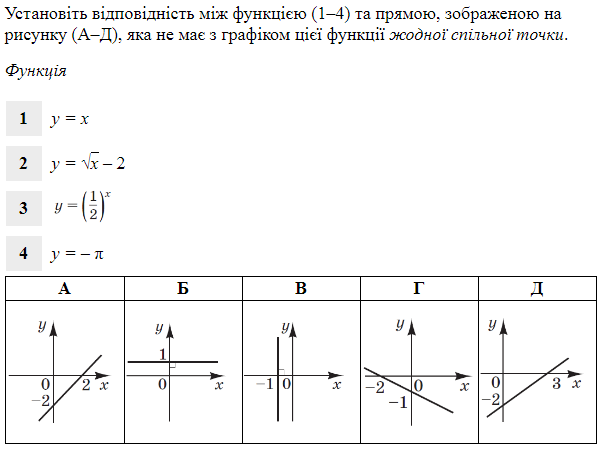 Установіть відповідність між функцією (1–4) та прямою, зображеною на
рисунку (А–Д), яка не має з графіком цієї функції жодної спільної точки.
Функція
1 y = x
2 y = √x – 2
3 y = (1/2)^x
4 y = – π
А Б В Г Д
y 0 2 x –2
y 1 0 x
y –1 0 x
y –2 0 x –1
y 0 3 x –2